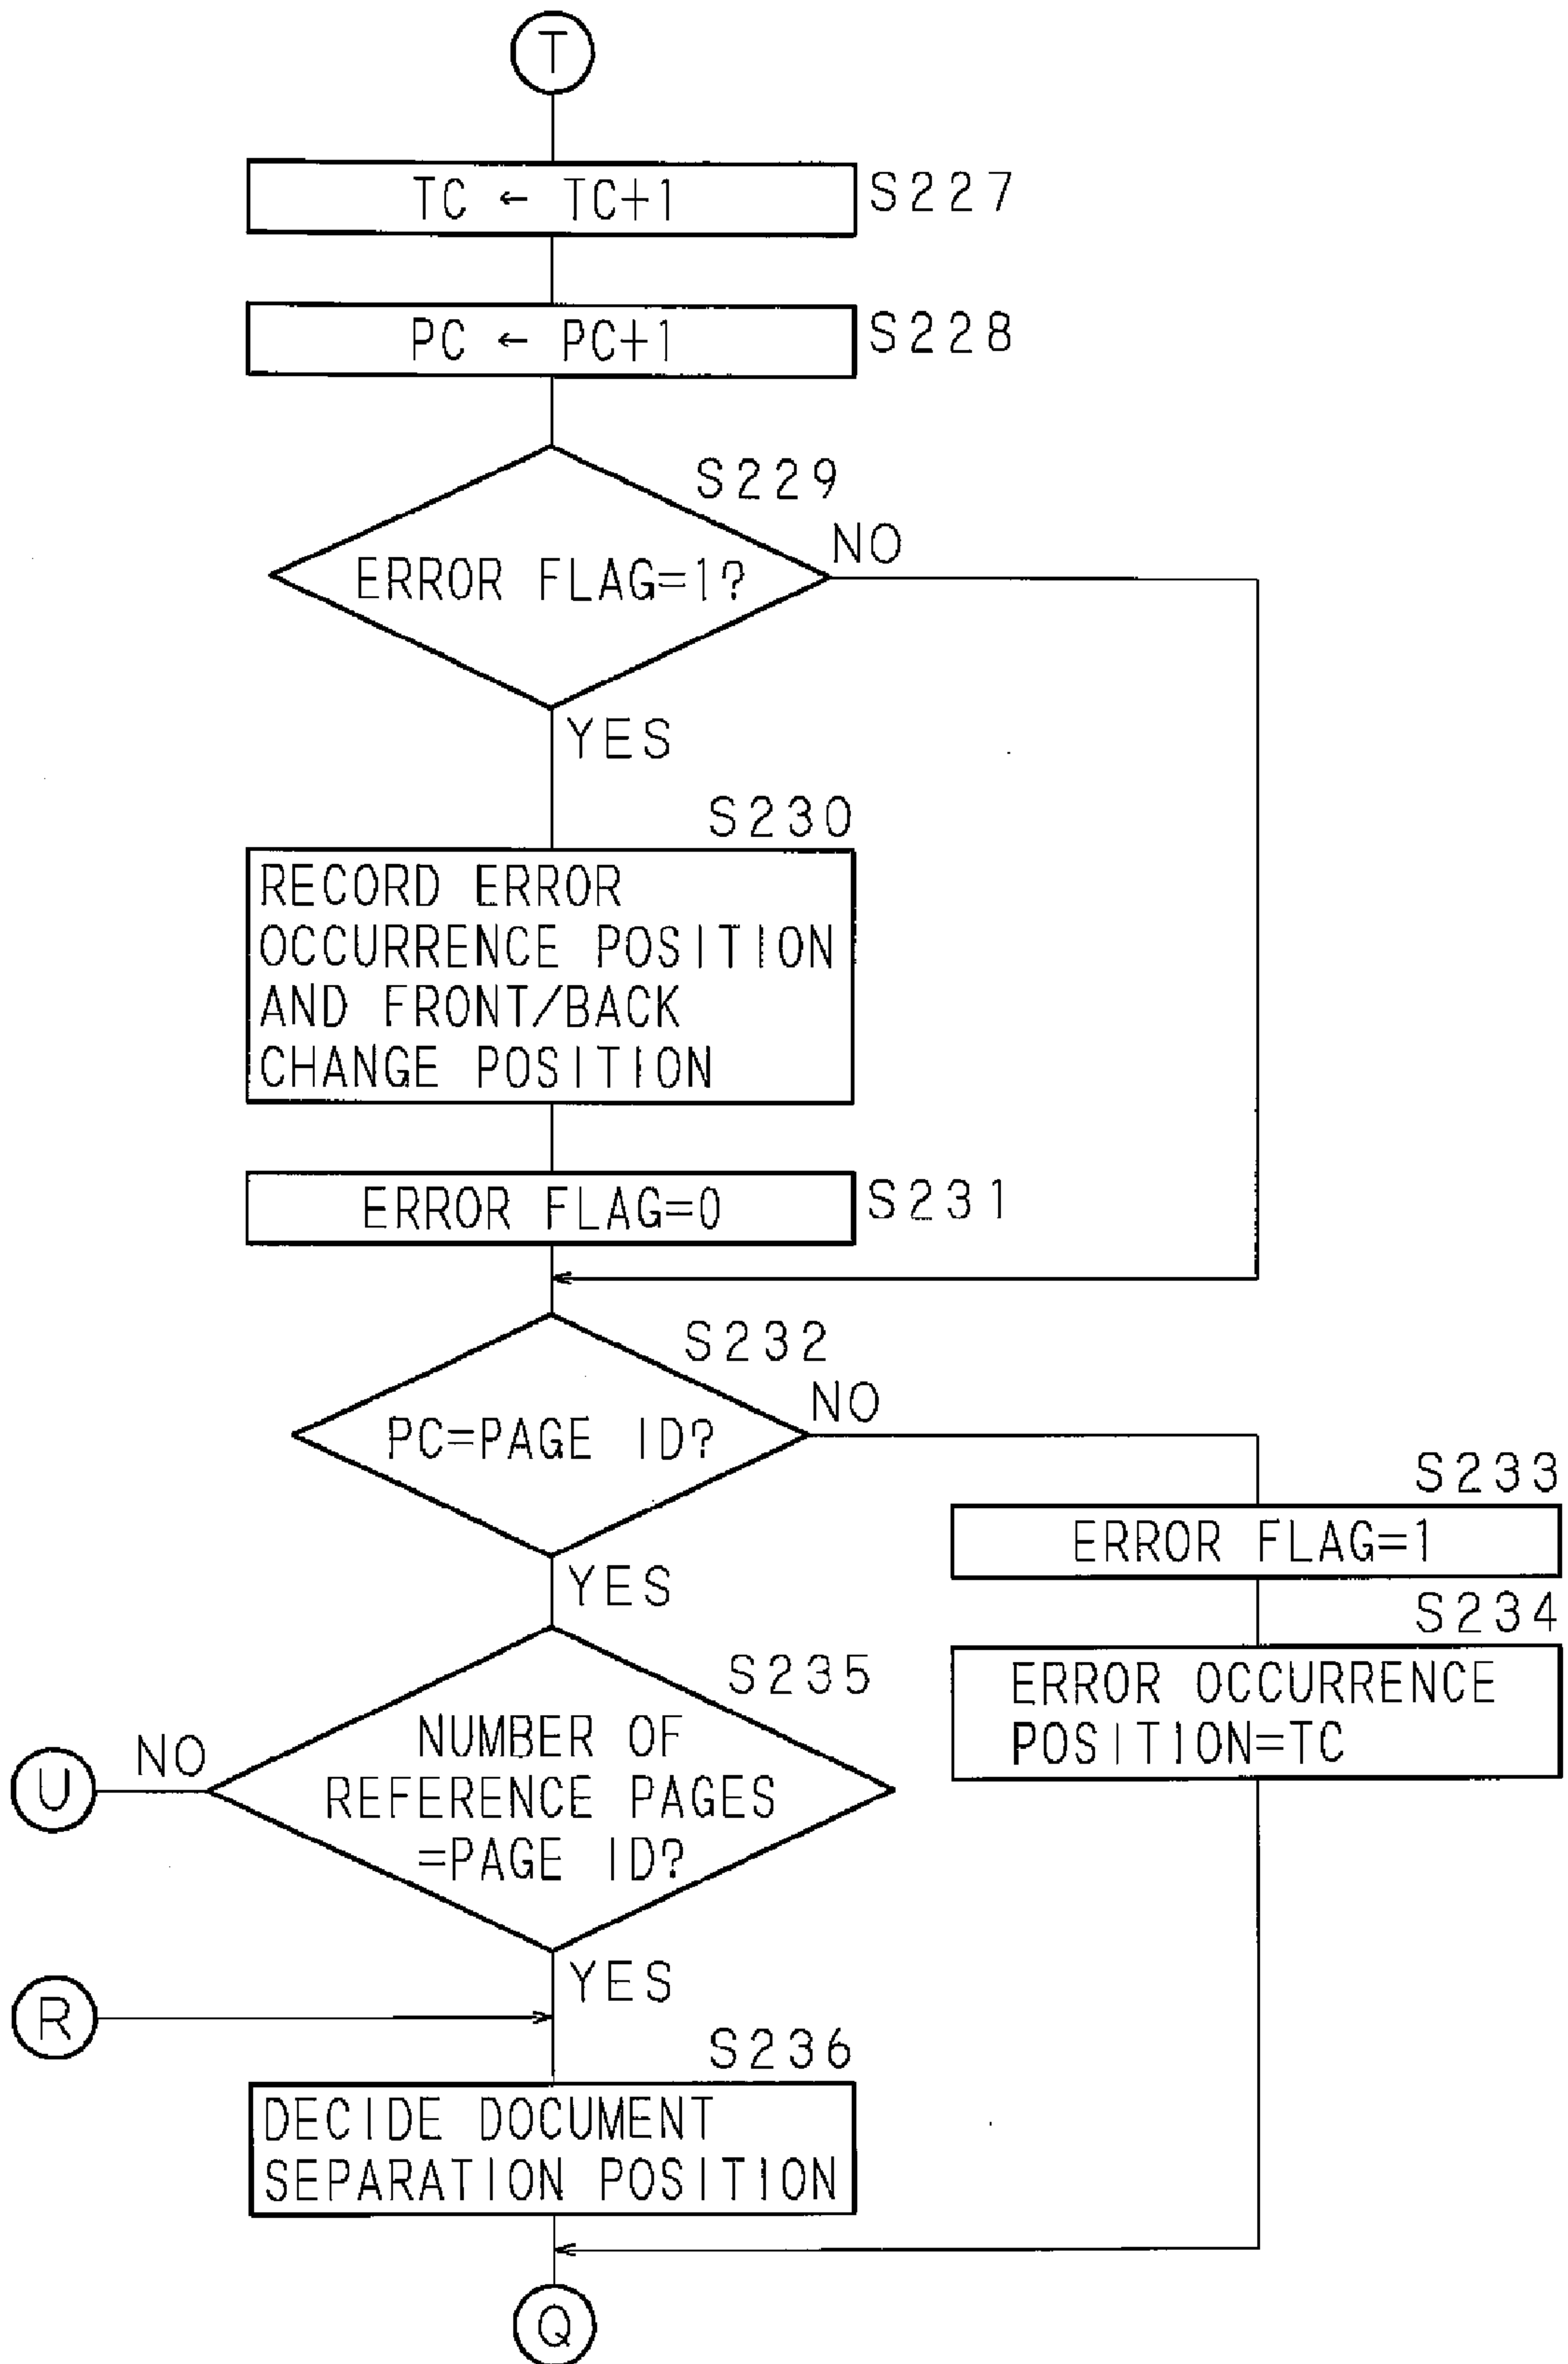 T
TC ← TC+1
S227
PC ← PC+1
S228
S229
ERROR FLAG=1?
NO
YES
S230
RECORD ERROR
OCCURRENCE POSITION
AND FRONT/BACK
CHANGE POSITION
ERROR FLAG=0
S231
S232
PC=PAGE ID?
NO
YES
S233
ERROR FLAG=1
S234
ERROR OCCURRENCE
POSITION=TC
S235
NUMBER OF
REFERENCE PAGES
=PAGE ID?
NO
U
YES
R
S236
DECIDE DOCUMENT
SEPARATION POSITION
Q